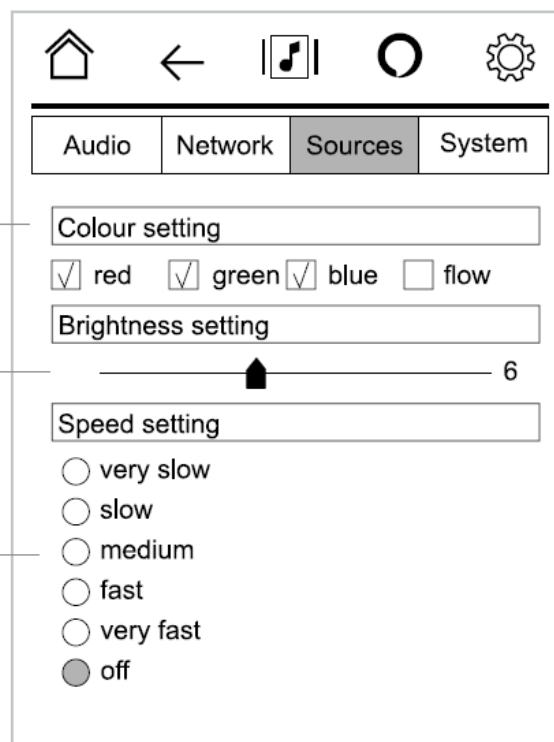 Audio Network Sources System
Colour setting
red green blue flow
Brightness setting
6
Speed setting
very slow
slow
medium
fast
very fast
off